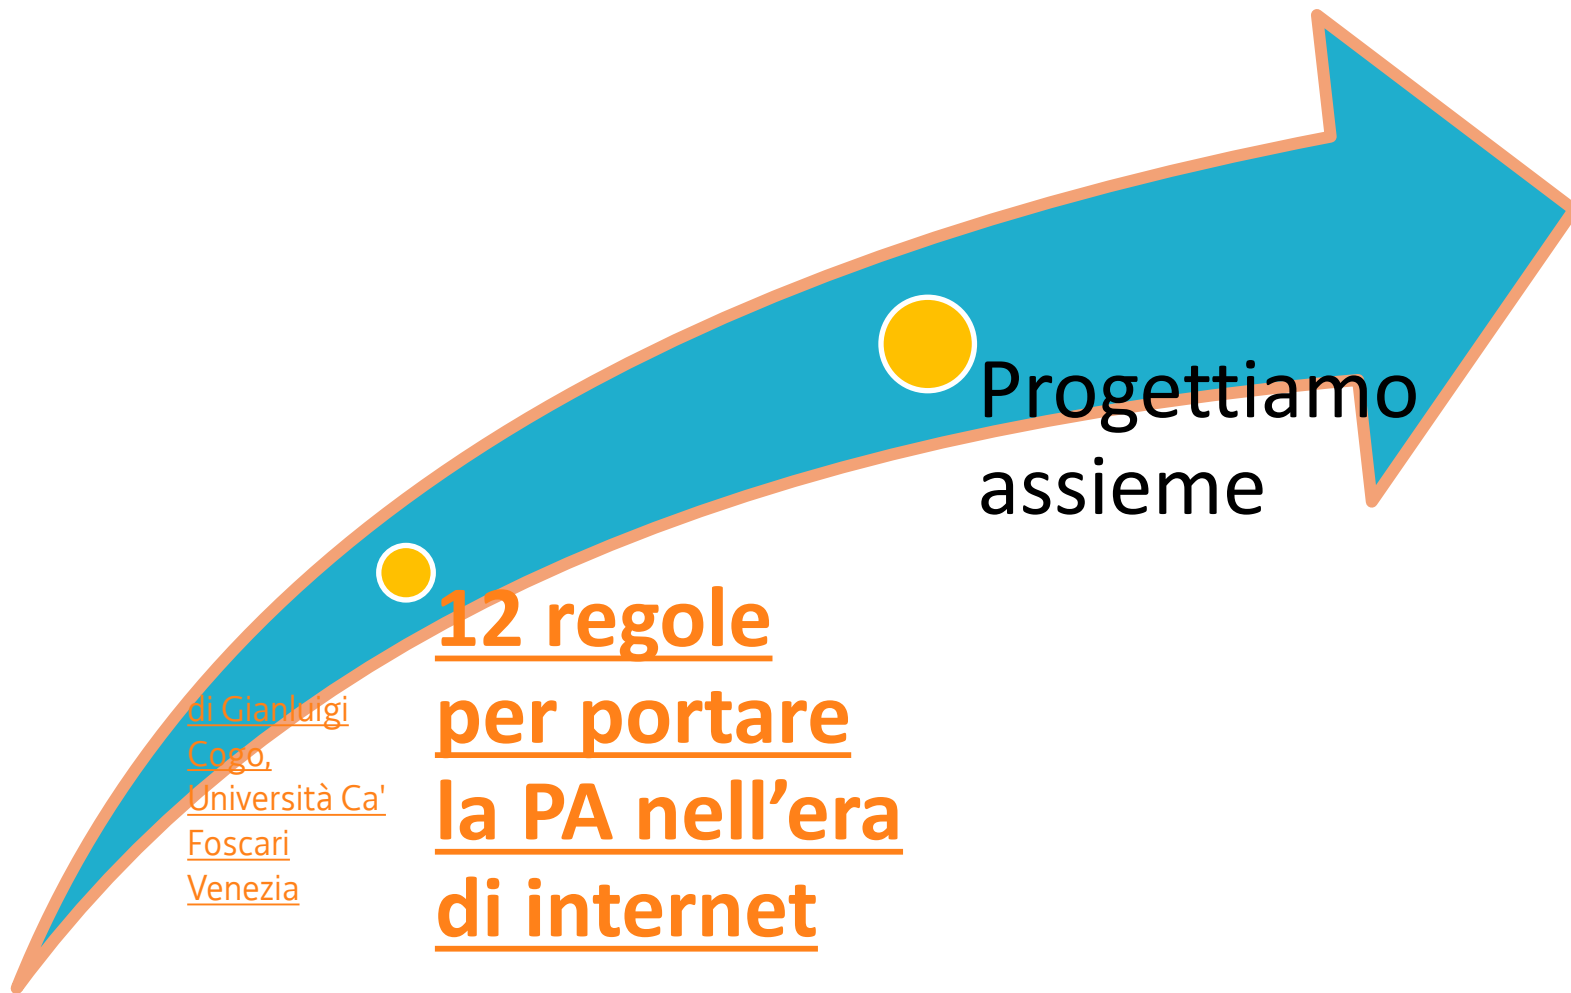 di Gianluigi
Cogo,
Università Ca'
Foscari
Venezia
12 regole
per portare
la PA nell’era
di internet
Progettiamo
assieme